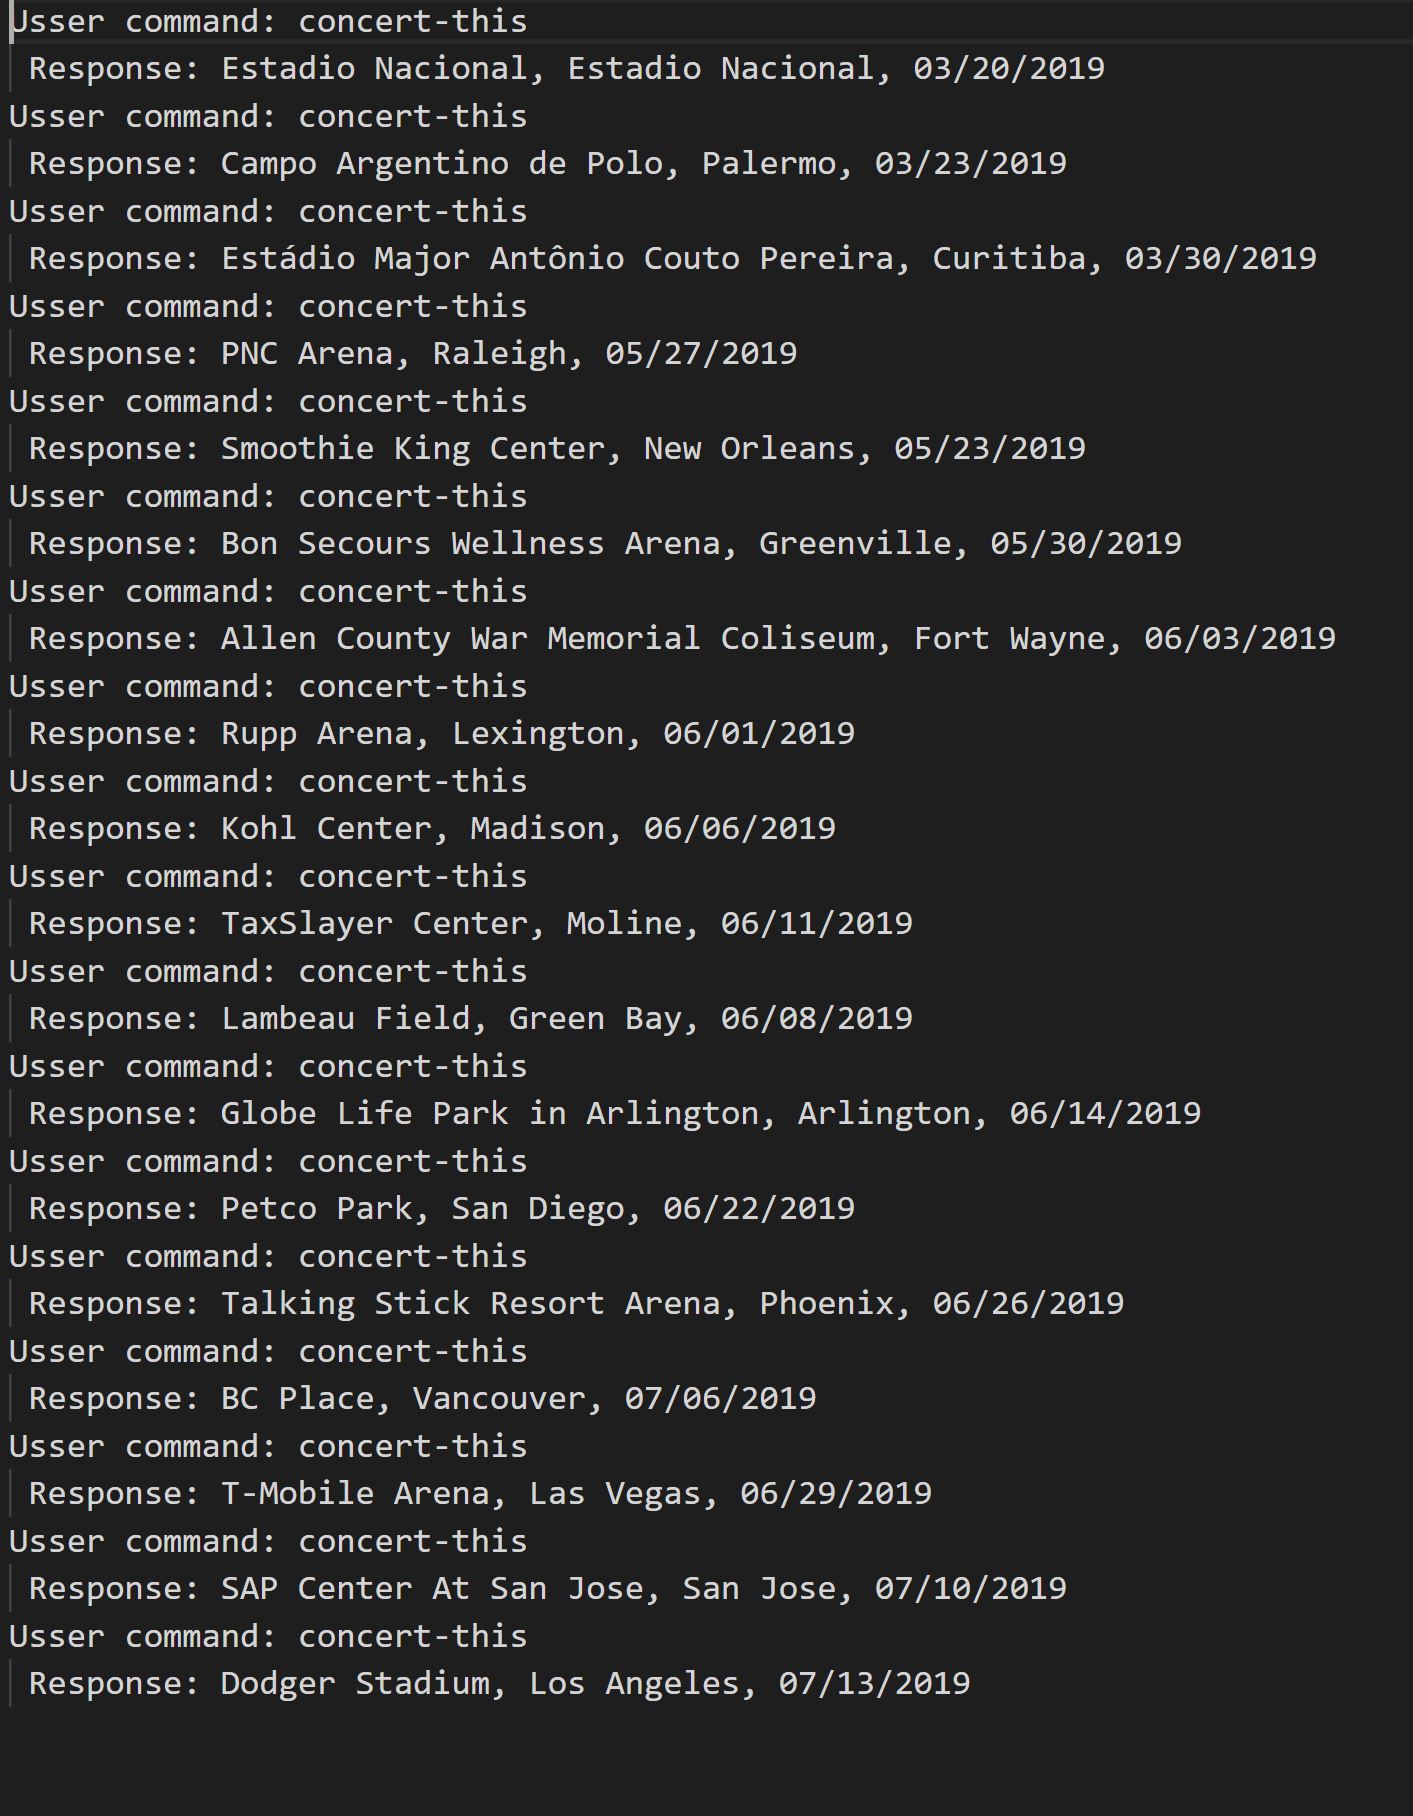 Usser command: concert-this
Response: Estadio Nacional, Estadio Nacional, 03/20/2019
Usser command: concert-this
Response: Campo Argentino de Polo, Palermo, 03/23/2019
Usser command: concert-this
Response: Estádio Major Antônio Couto Pereira, Curitiba, 03/30/2019
Usser command: concert-this
Response: PNC Arena, Raleigh, 05/27/2019
Usser command: concert-this
Response: Smoothie King Center, New Orleans, 05/23/2019
Usser command: concert-this
Response: Bon Secours Wellness Arena, Greenville, 05/30/2019
Usser command: concert-this
Response: Allen County War Memorial Coliseum, Fort Wayne, 06/03/2019
Usser command: concert-this
Response: Rupp Arena, Lexington, 06/01/2019
Usser command: concert-this
Response: Kohl Center, Madison, 06/06/2019
Usser command: concert-this
Response: TaxSlayer Center, Moline, 06/11/2019
Usser command: concert-this
Response: Lambeau Field, Green Bay, 06/08/2019
Usser command: concert-this
Response: Globe Life Park in Arlington, Arlington, 06/14/2019
Usser command: concert-this
Response: Petco Park, San Diego, 06/22/2019
Usser command: concert-this
Response: Talking Stick Resort Arena, Phoenix, 06/26/2019
Usser command: concert-this
Response: BC Place, Vancouver, 07/06/2019
Usser command: concert-this
Response: T-Mobile Arena, Las Vegas, 06/29/2019
Usser command: concert-this
Response: SAP Center At San Jose, San Jose, 07/10/2019
Usser command: concert-this
Response: Dodger Stadium, Los Angeles, 07/13/2019